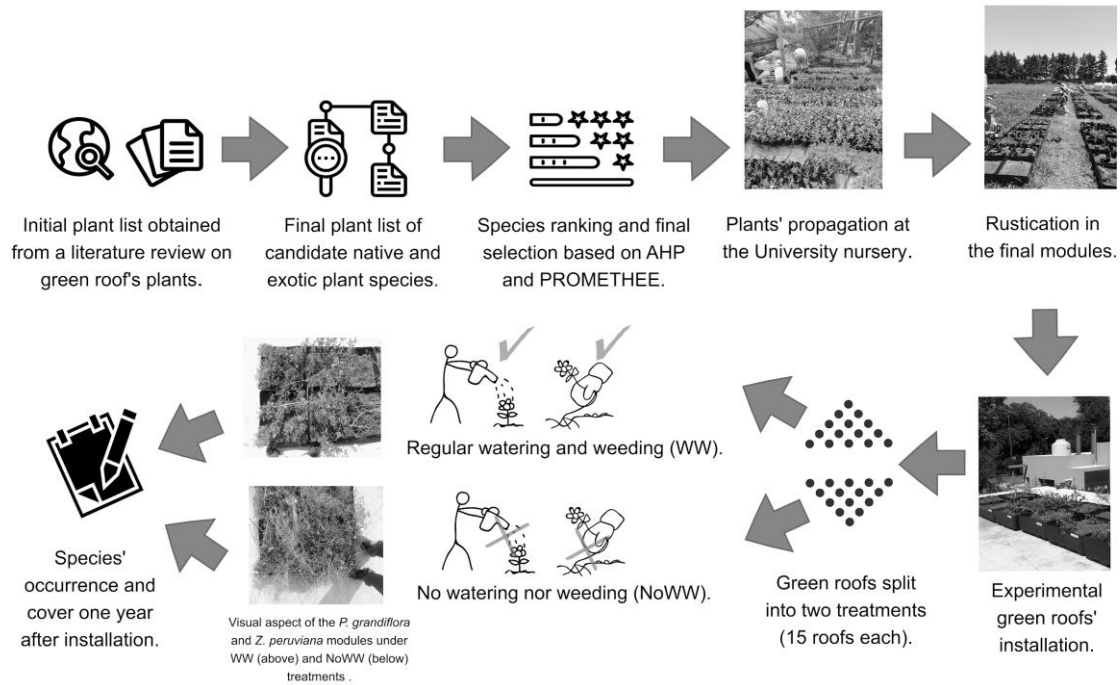 Initial plant list obtained
from a literature review on
green roof's plants.
Final plant list of
candidate native and
exotic plant species.
Species ranking and final
selection based on AHP
and PROMETHEE.
Plants' propagation at
the University nursery.
Rustication in
the final modules.
Experimental
green roofs'
installation.
Green roofs split
into two treatments
(15 roofs each).
Regular watering and weeding (WW).
No watering nor weeding (NoWW).
Visual aspect of the P. grandiflora
and Z. peruviana modules under
WW (above) and NoWW (below)
treatments .
Species'
occurrence and
cover one year
after installation.